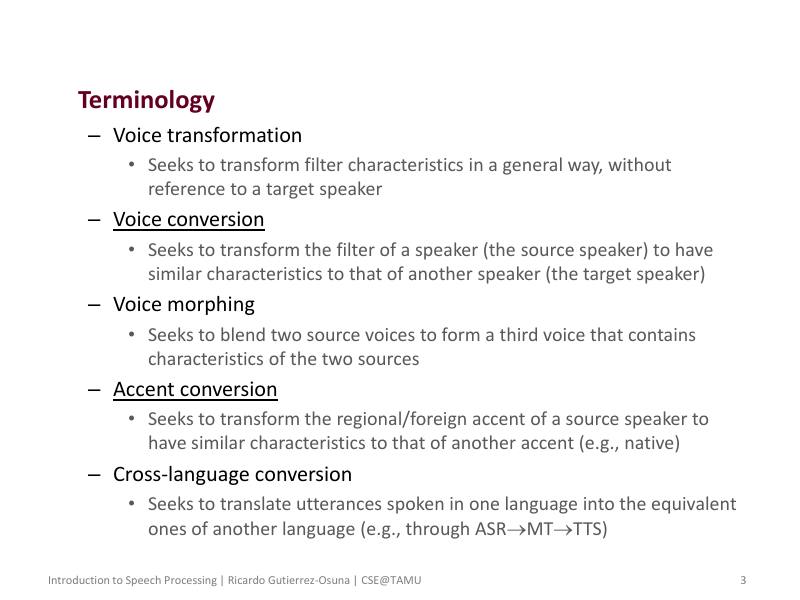 Terminology
– Voice transformation
• Seeks to transform filter characteristics in a general way, without
reference to a target speaker
– Voice conversion
• Seeks to transform the filter of a speaker (the source speaker) to have
similar characteristics to that of another speaker (the target speaker)
– Voice morphing
• Seeks to blend two source voices to form a third voice that contains
characteristics of the two sources
– Accent conversion
• Seeks to transform the regional/foreign accent of a source speaker to
have similar characteristics to that of another accent (e.g., native)
– Cross-language conversion
• Seeks to translate utterances spoken in one language into the equivalent
ones of another language (e.g., through ASR→MT→TTS)
Introduction to Speech Processing | Ricardo Gutierrez-Osuna | CSE@TAMU 3